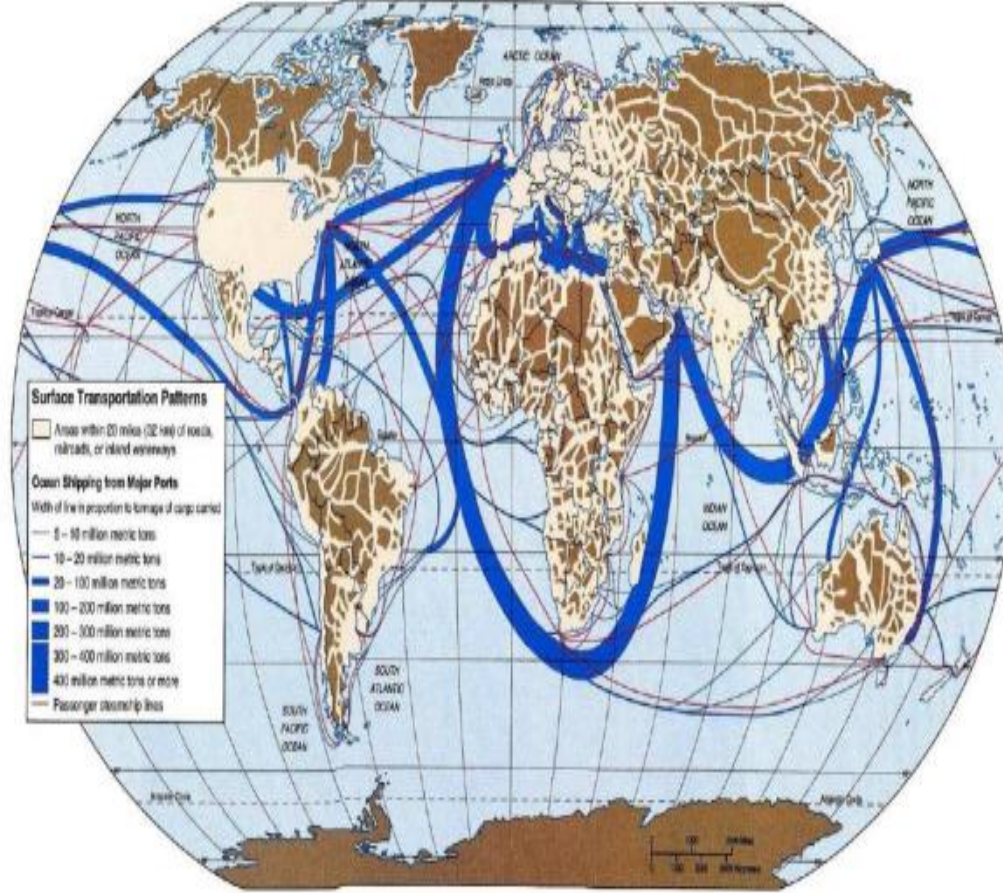 ARCTIC OCEAN
NORTH
PACIFIC
OCEAN
NORTH
PACIFIC
OCEAN
Surface Transportation Patterns
Areas within 20 miles (32 km) of roads,
railroads, or inland waterways
Ocean Shipping from Major Ports
Width of line in proportion to tonnage of cargo carried
5 – 10 million metric tons
10 – 20 million metric tons
20 – 100 million metric tons
100 – 200 million metric tons
200 – 300 million metric tons
300 – 400 million metric tons
400 million metric tons or more
Passenger steamship lines
INDIAN
OCEAN
SOUTH
ATLANTIC
OCEAN
SOUTH
PACIFIC
OCEAN
Antarctic Circle
Antarctic Circle